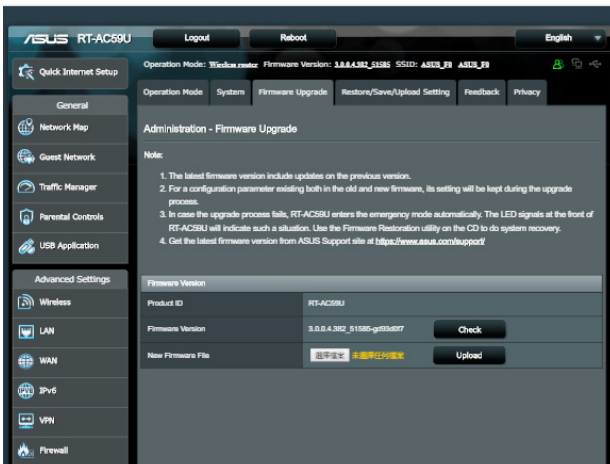 ASUS RT-AC59U Logout Reboot English
Quick Internet Setup
Operation Mode: Wireless router Firmware Version: 3.0.0.4.382_51585 SSID: ASUS_F0 ASUS_F0
Operation Mode System Firmware Upgrade Restore/Save/Upload Setting Feedback Privacy
General
Network Map
Guest Network
Traffic Manager
Parental Controls
USB Application
Advanced Settings
Wireless
LAN
WAN
IPv6
VPN
Firewall
Administration - Firmware Upgrade
Note:
1. The latest firmware version include updates on the previous version.
2. For a configuration parameter existing both in the old and new firmware, its setting will be kept during the upgrade
process.
3. In case the upgrade process fails, RT-AC59U enters the emergency mode automatically. The LED signals at the front of
RT-AC59U will indicate such a situation. Use the Firmware Restoration utility on the CD to do system recovery.
4. Get the latest firmware version from ASUS Support site at https://www.asus.com/support/
Firmware Version
Product ID RT-AC59U
Firmware Version Check
New Firmware File 選擇檔案 未選擇任何檔案 Upload